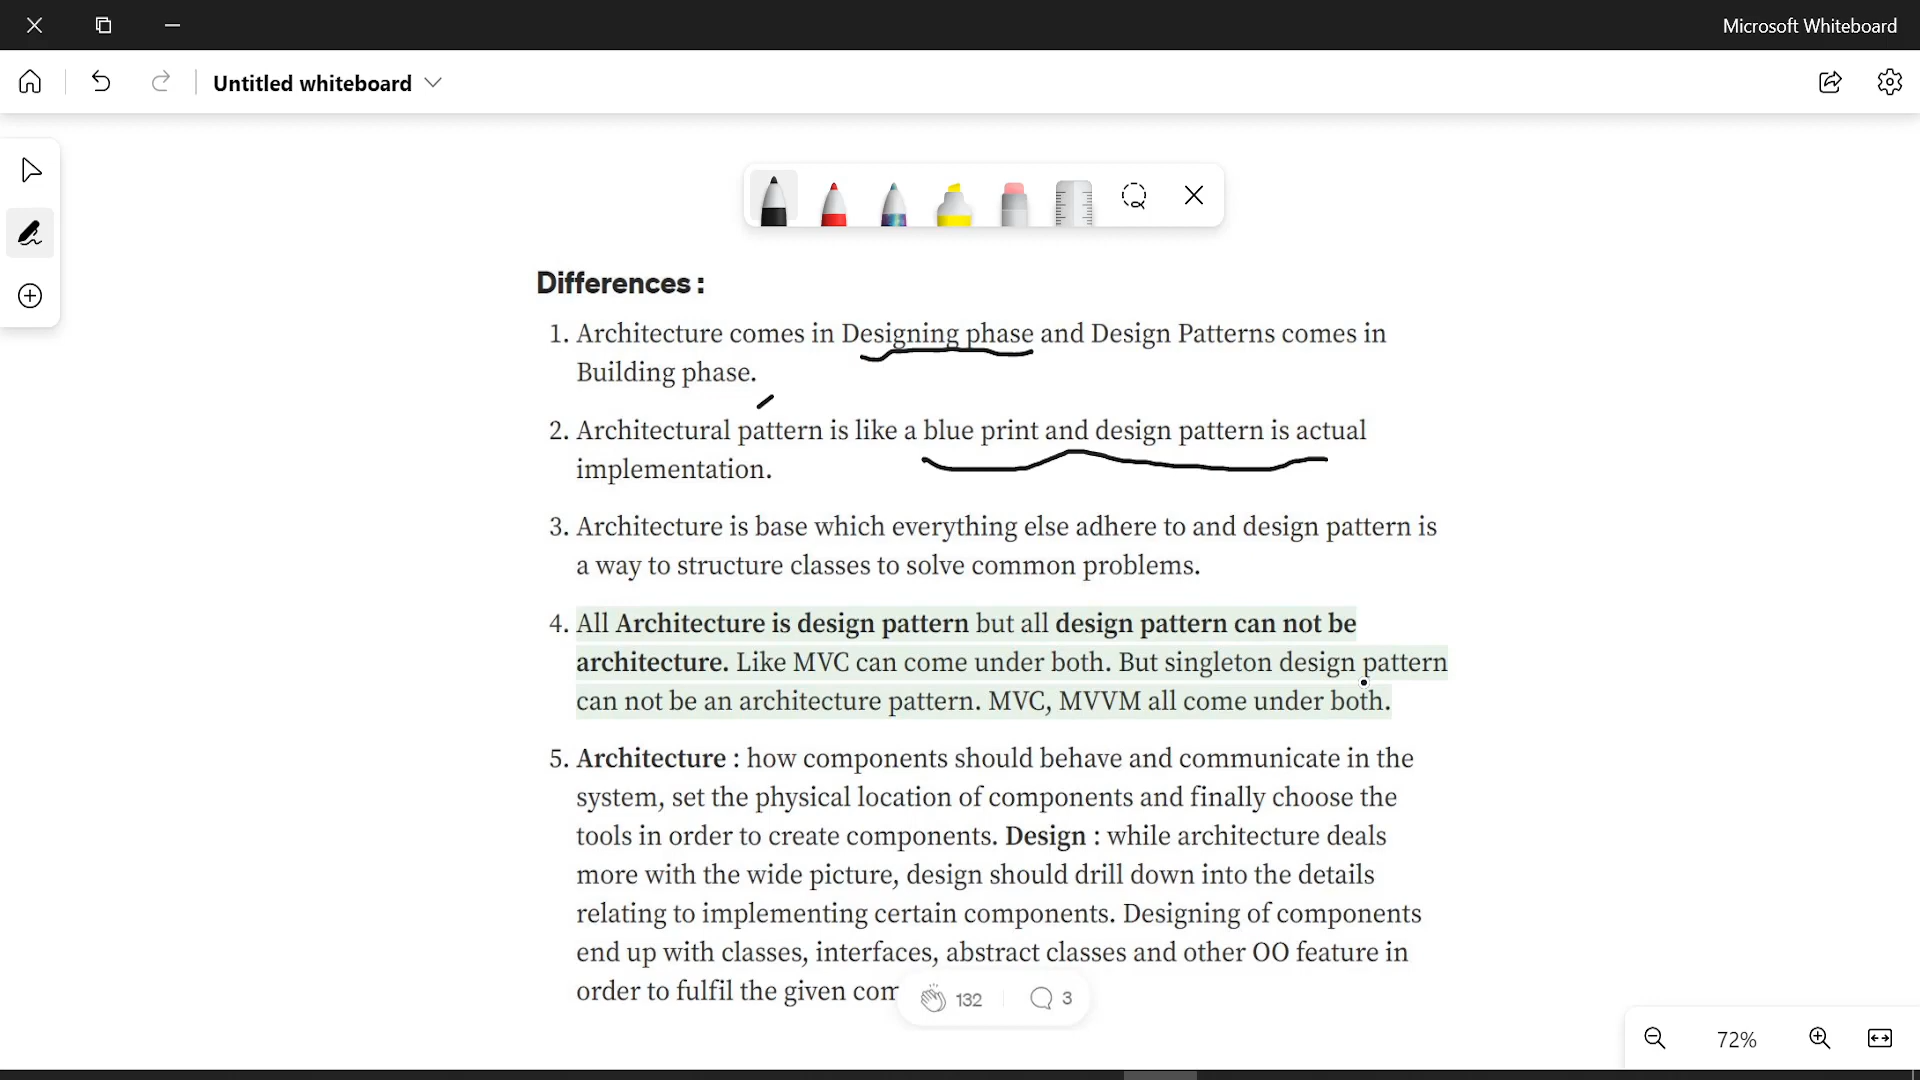 Microsoft Whiteboard
Untitled whiteboard
Differences :
1. Architecture comes in Designing phase and Design Patterns comes in
Building phase.
2. Architectural pattern is like a blue print and design pattern is actual
implementation.
3. Architecture is base which everything else adhere to and design pattern is
a way to structure classes to solve common problems.
4. All Architecture is design pattern but all design pattern can not be
architecture. Like MVC can come under both. But singleton design pattern
can not be an architecture pattern. MVC, MVVM all come under both.
5. Architecture : how components should behave and communicate in the
system, set the physical location of components and finally choose the
tools in order to create components. Design : while architecture deals
more with the wide picture, design should drill down into the details
relating to implementing certain components. Designing of components
end up with classes, interfaces, abstract classes and other OO feature in
order to fulfil the given com
132 3
72%